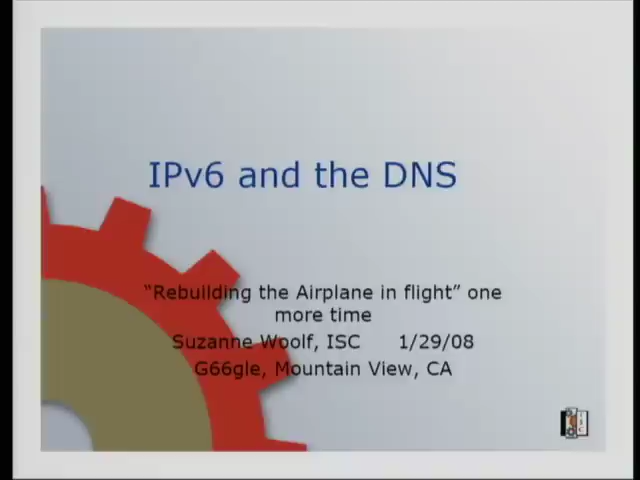 IPv6 and the DNS
“Rebuilding the Airplane in flight” one
more time
Suzanne Woolf, ISC 1/29/08
G66gle, Mountain View, CA